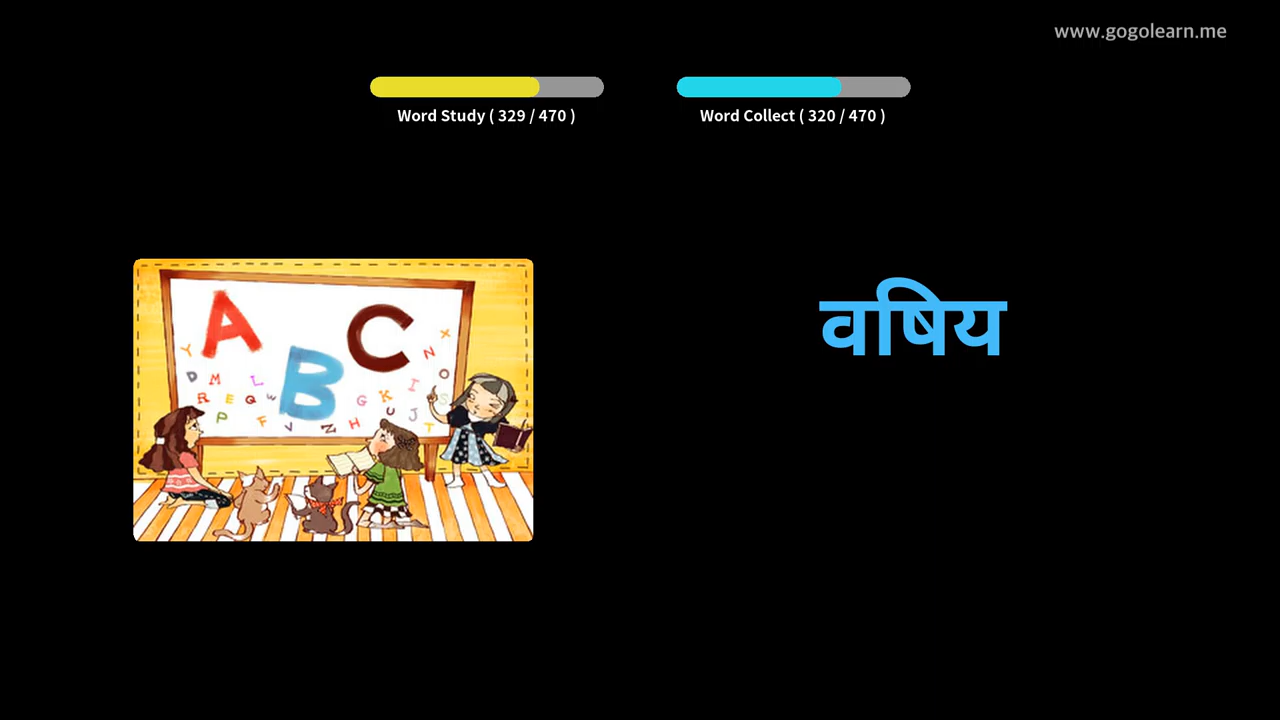 www.gogolearn.me
Word Study ( 329 / 470 )
Word Collect ( 320 / 470 )
वषिय
A B C
Y D M L I N X O
R E Q W G K S
P F V Z H U J T